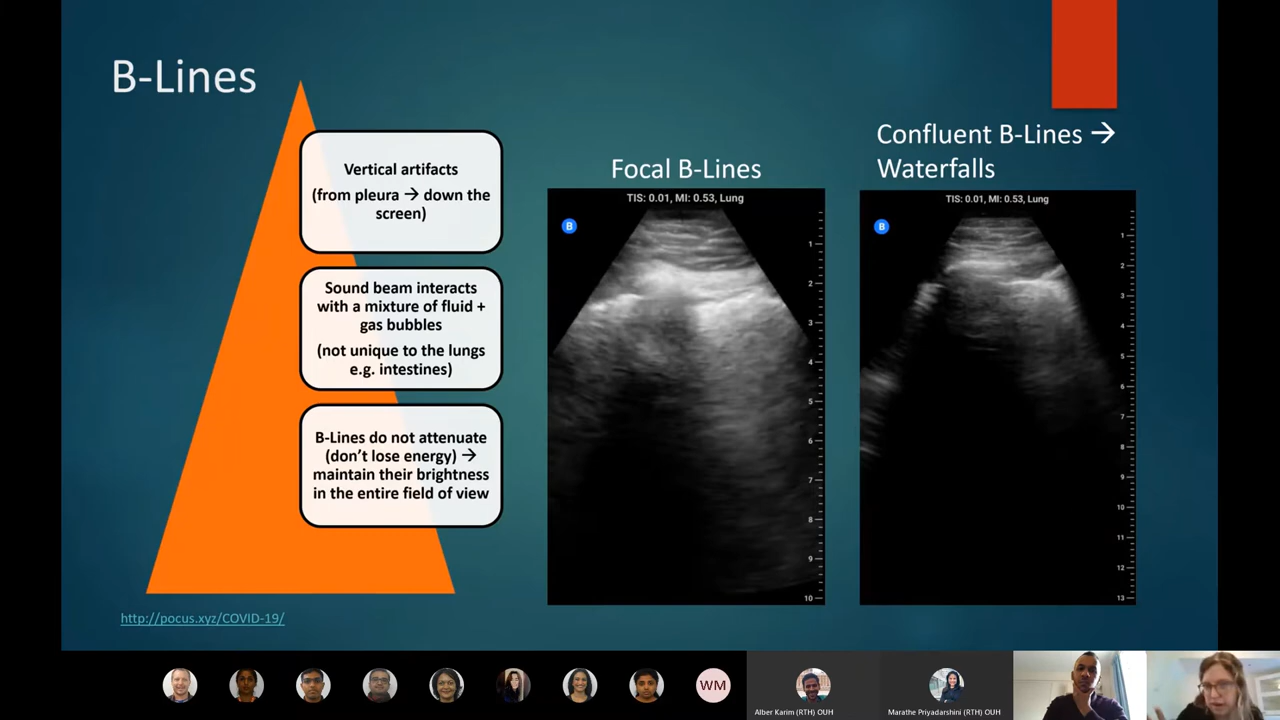 B-Lines
Vertical artifacts
(from pleura → down the
screen)
Sound beam interacts
with a mixture of fluid +
gas bubbles
(not unique to the lungs
e.g. intestines)
B-Lines do not attenuate
(don't lose energy) →
maintain their brightness
in the entire field of view
http://pocus.xyz/COVID-19/
Focal B-Lines
TIS: 0.01, MI: 0.53, Lung
B
1
2
3
4
5
6
7
8
9
10
Confluent B-Lines →
Waterfalls
TIS: 0.01, MI: 0.53, Lung
B
1
2
3
4
5
6
7
8
9
10
11
12
13
WM
Alber Karim (RTH) OUH
Marathe Priyadarshini (RTH) OUH